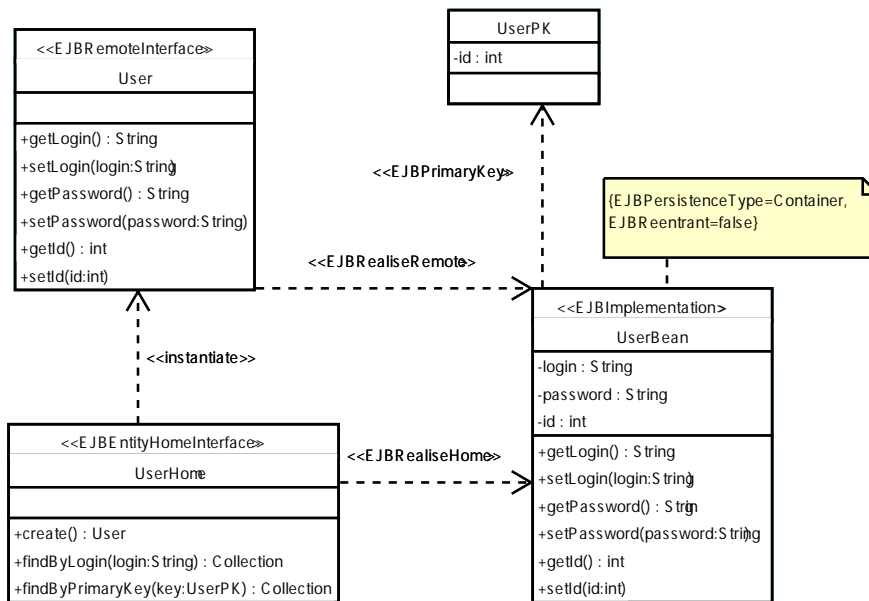 <<EJBRemoteInterface>>
User
+getLogin() : String
+setLogin(login:String)
+getPassword() : String
+setPassword(password:String)
+getId() : int
+setId(id:int)
UserPK
-id : int
<<EJBPrimaryKey>>
{EJBPersistenceType=Container,
EJBReentrant=false}
<<EJBRealiseRemote>>
<<EJBImplementation>>
UserBean
-login : String
-password : String
-id : int
+getLogin() : String
+setLogin(login:String)
+getPassword() : String
+setPassword(password:String)
+getId() : int
+setId(id:int)
<<instantiate>>
<<EJBEntityHomeInterface>>
UserHome
+create() : User
+findByLogin(login:String) : Collection
+findByPrimaryKey(key:UserPK) : Collection
<<EJBRealiseHome>>